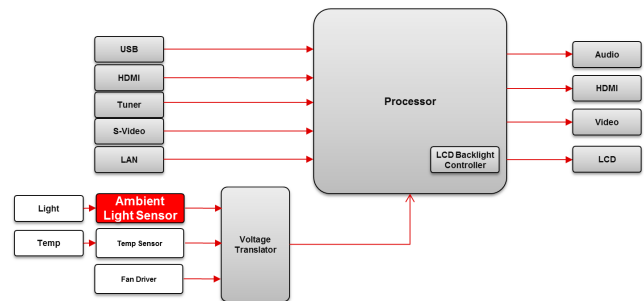 USB
HDMI
Tuner
S-Video
LAN
Processor
LCD Backlight
Controller
Audio
HDMI
Video
LCD
Light
Ambient
Light Sensor
Temp
Temp Sensor
Fan Driver
Voltage
Translator